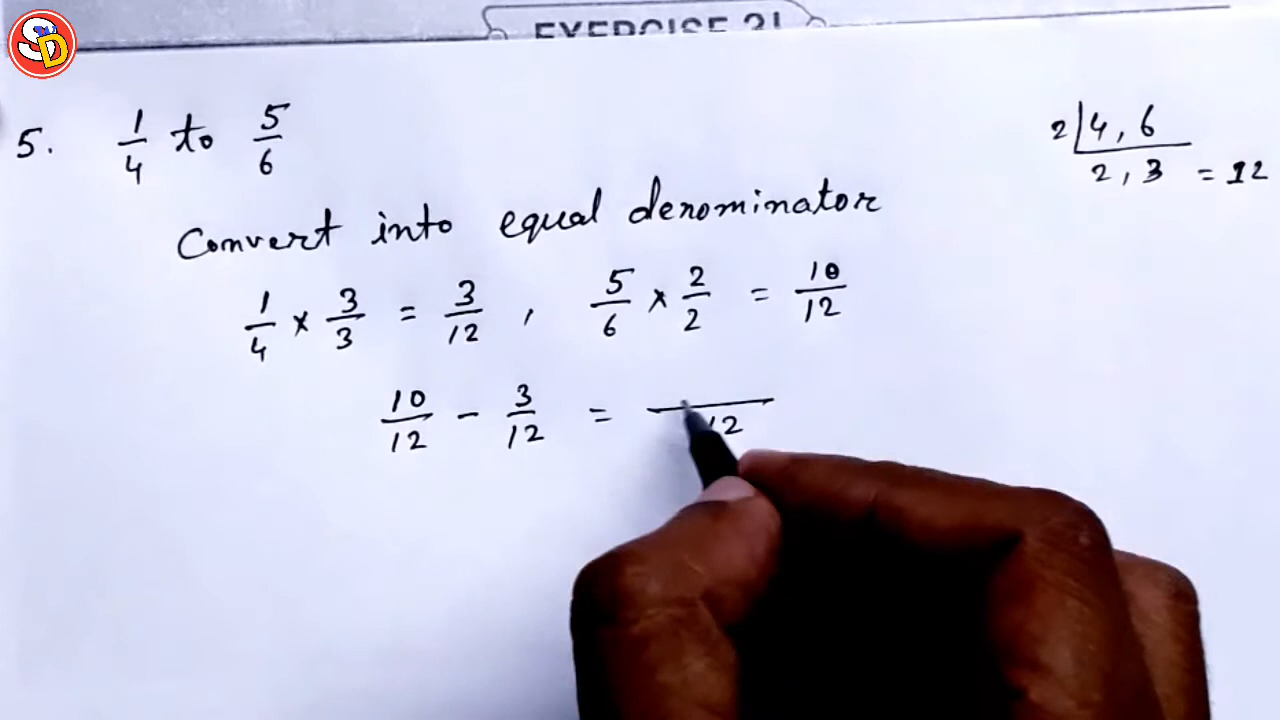 SD
EXERCISE
5. 1/4 to 5/6
2 | 4, 6
2, 3 = 12
Convert into equal denominator
1/4 × 3/3 = 3/12 , 5/6 × 2/2 = 10/12
10/12 - 3/12 = /12